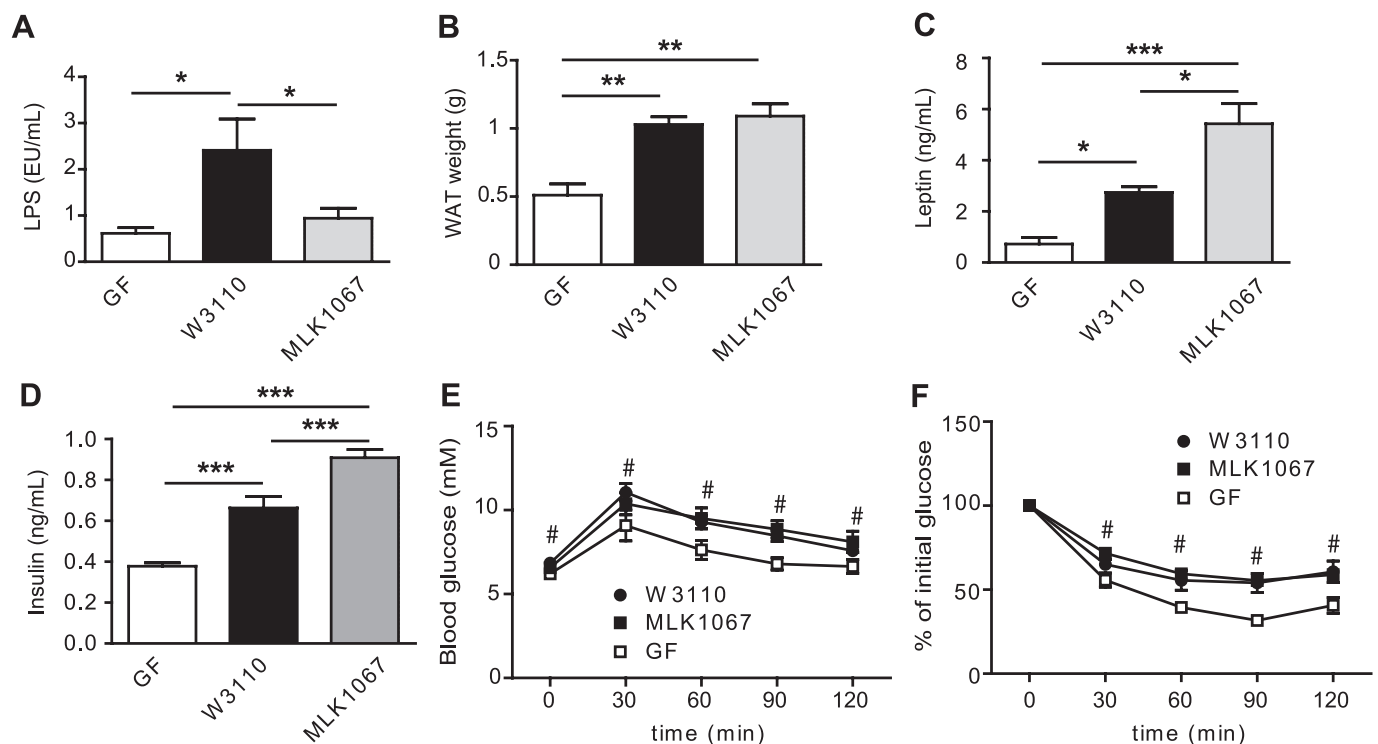 A
LPS (EU/mL)
4
3
2
1
0
*
*
GF
W3110
MLK1067
B
WAT weight (g)
1.5
1
0.5
0
**
**
GF
W3110
MLK1067
C
Leptin (ng/mL)
8
6
4
2
0
***
*
*
GF
W3110
MLK1067
D
Insulin (ng/mL)
1.0
0.8
0.6
0.4
0.2
0.0
***
***
***
GF
W3110
MLK1067
E
Blood glucose (mM)
15
10
5
0
# # # # #
W3110
MLK1067
GF
0 30 60 90 120
time (min)
F
% of initial glucose
150
100
50
0
W3110
MLK1067
GF
# # # #
0 30 60 90 120
time (min)